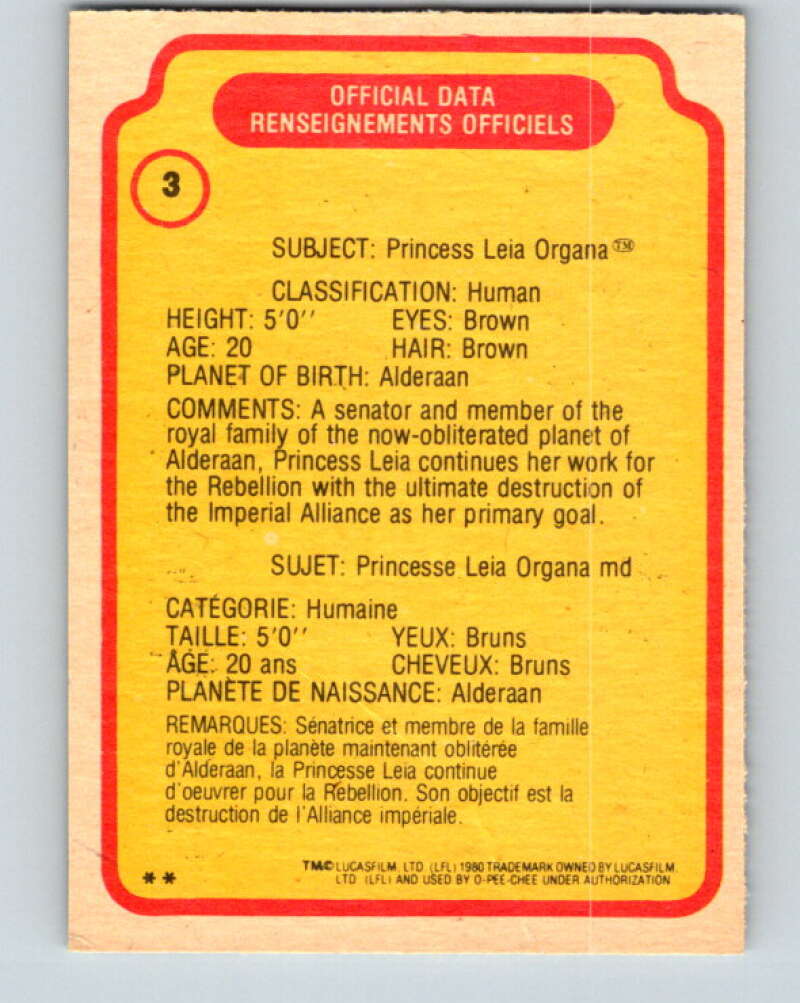 OFFICIAL DATA
RENSEIGNEMENTS OFFICIELS
3
SUBJECT: Princess Leia Organa™
CLASSIFICATION: Human
HEIGHT: 5'0'' EYES: Brown
AGE: 20 HAIR: Brown
PLANET OF BIRTH: Alderaan
COMMENTS: A senator and member of the
royal family of the now-obliterated planet of
Alderaan, Princess Leia continues her work for
the Rebellion with the ultimate destruction of
the Imperial Alliance as her primary goal.
SUJET: Princesse Leia Organa md
CATÉGORIE: Humaine
TAILLE: 5'0'' YEUX: Bruns
ÂGE: 20 ans CHEVEUX: Bruns
PLANÈTE DE NAISSANCE: Alderaan
REMARQUES: Sénatrice et membre de la famille
royale de la planète maintenant oblitérée
d'Alderaan, la Princesse Leia continue
d'oeuvrer pour la Rébellion. Son objectif est la
destruction de l'Alliance impériale.
TM© LUCASFILM, LTD (LFL) 1980 TRADEMARK OWNED BY LUCASFILM
** LTD (LFL) AND USED BY O-PEE-CHEE UNDER AUTHORIZATION